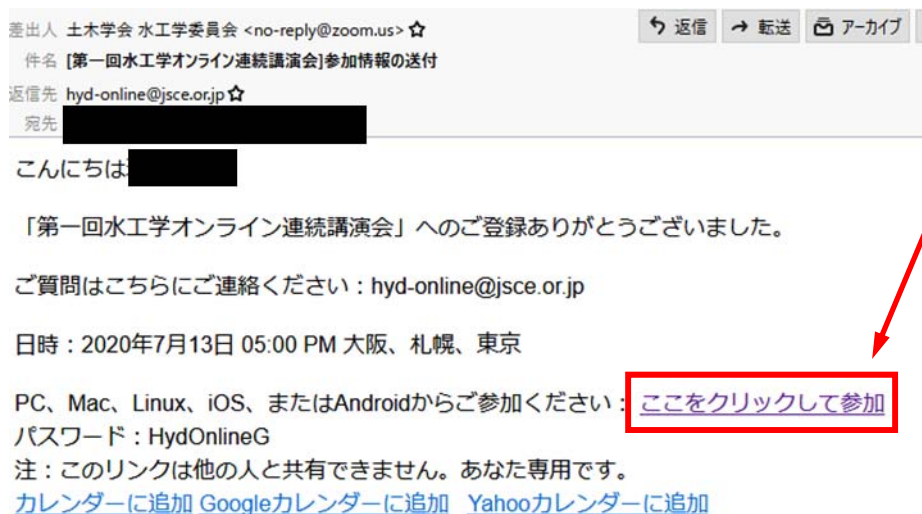 差出人 土木学会 水工学委員会 <no-reply@zoom.us>
返信 転送 アーカイブ
件名 [第一回水工学オンライン連続講演会]参加情報の送付
返信先 hyd-online@jsce.or.jp
宛先
こんにちは
「第一回水工学オンライン連続講演会」へのご登録ありがとうございました。
ご質問はこちらにご連絡ください：hyd-online@jsce.or.jp
日時：2020年7月13日 05:00 PM 大阪、札幌、東京
PC、Mac、Linux、iOS、またはAndroidからご参加ください： ここをクリックして参加
パスワード：HydOnlineG
注：このリンクは他の人と共有できません。あなた専用です。
カレンダーに追加 Googleカレンダーに追加 Yahooカレンダーに追加